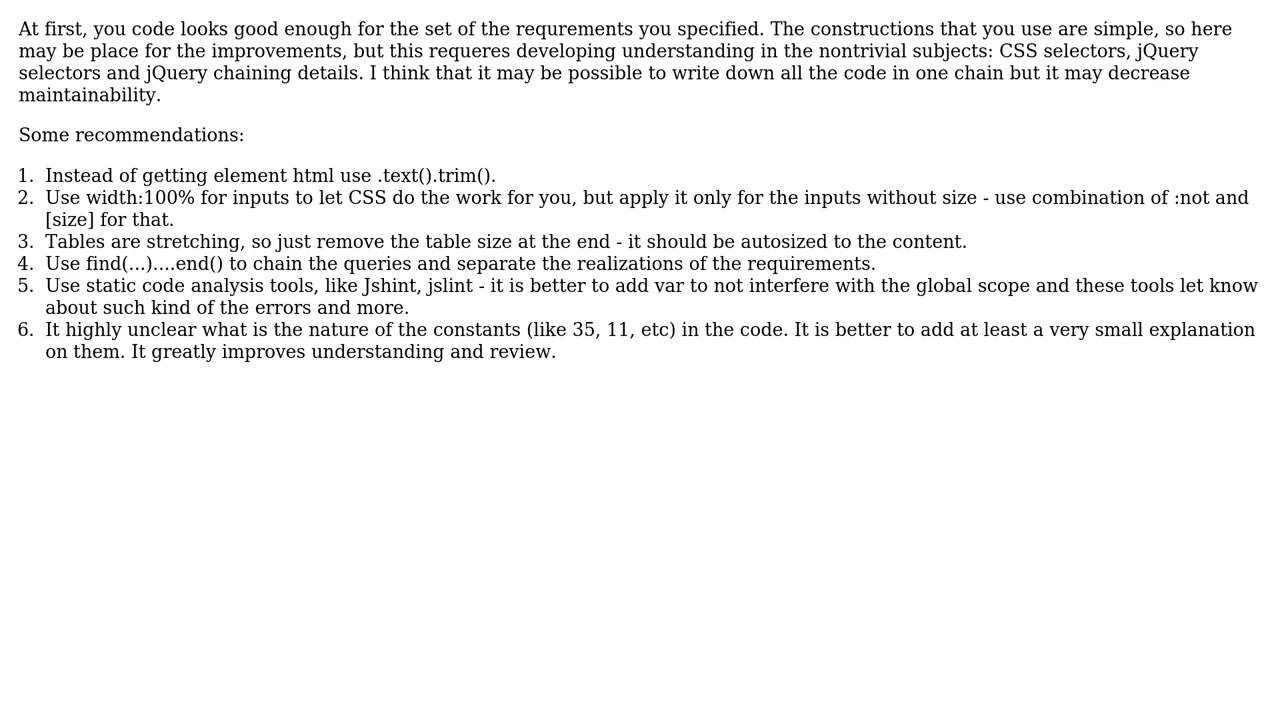 At first, you code looks good enough for the set of the requrements you specified. The constructions that you use are simple, so here
may be place for the improvements, but this requeres developing understanding in the nontrivial subjects: CSS selectors, jQuery
selectors and jQuery chaining details. I think that it may be possible to write down all the code in one chain but it may decrease
maintainability.
Some recommendations:
1. Instead of getting element html use .text().trim().
2. Use width:100% for inputs to let CSS do the work for you, but apply it only for the inputs without size - use combination of :not and
[size] for that.
3. Tables are stretching, so just remove the table size at the end - it should be autosized to the content.
4. Use find(...)....end() to chain the queries and separate the realizations of the requirements.
5. Use static code analysis tools, like Jshint, jslint - it is better to add var to not interfere with the global scope and these tools let know
about such kind of the errors and more.
6. It highly unclear what is the nature of the constants (like 35, 11, etc) in the code. It is better to add at least a very small explanation
on them. It greatly improves understanding and review.